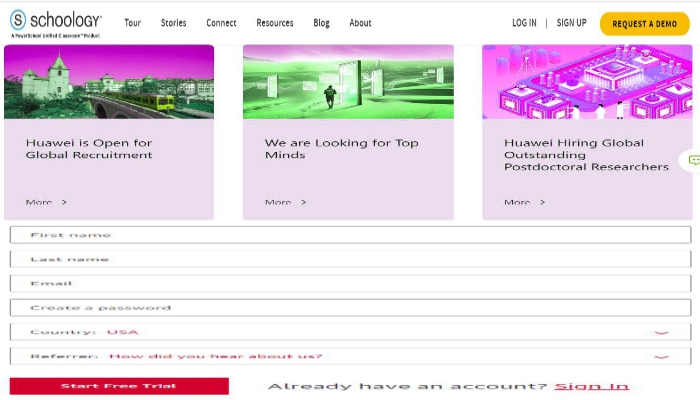 schoology
A PowerSchool Unified Classroom™ Product
Tour Stories Connect Resources Blog About
LOG IN | SIGN UP REQUEST A DEMO
Huawei is Open for
Global Recruitment
More >
We are Looking for Top
Minds
More >
Huawei Hiring Global
Outstanding
Postdoctoral Researchers
More >
First name
Last name
Email
Create a password
Country: USA
Referrer: How did you hear about us?
Start Free Trial
Already have an account? Sign In